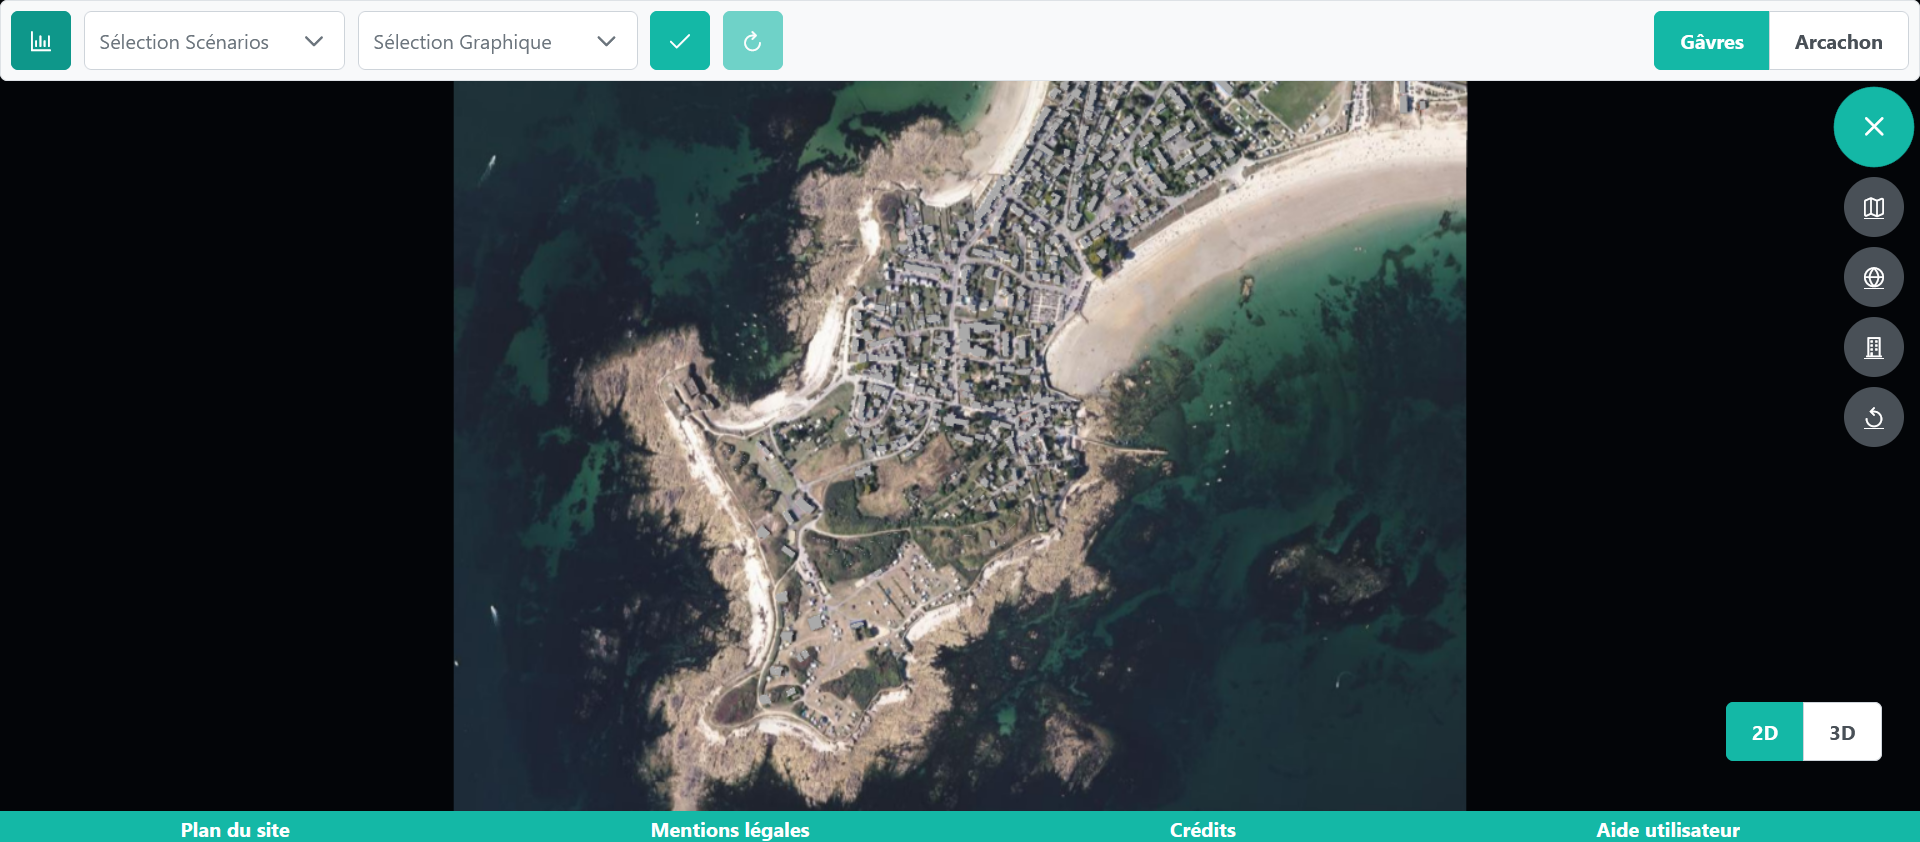 Sélection Scénarios
Sélection Graphique
Gâvres
Arcachon
2D
3D
Plan du site
Mentions légales
Crédits
Aide utilisateur